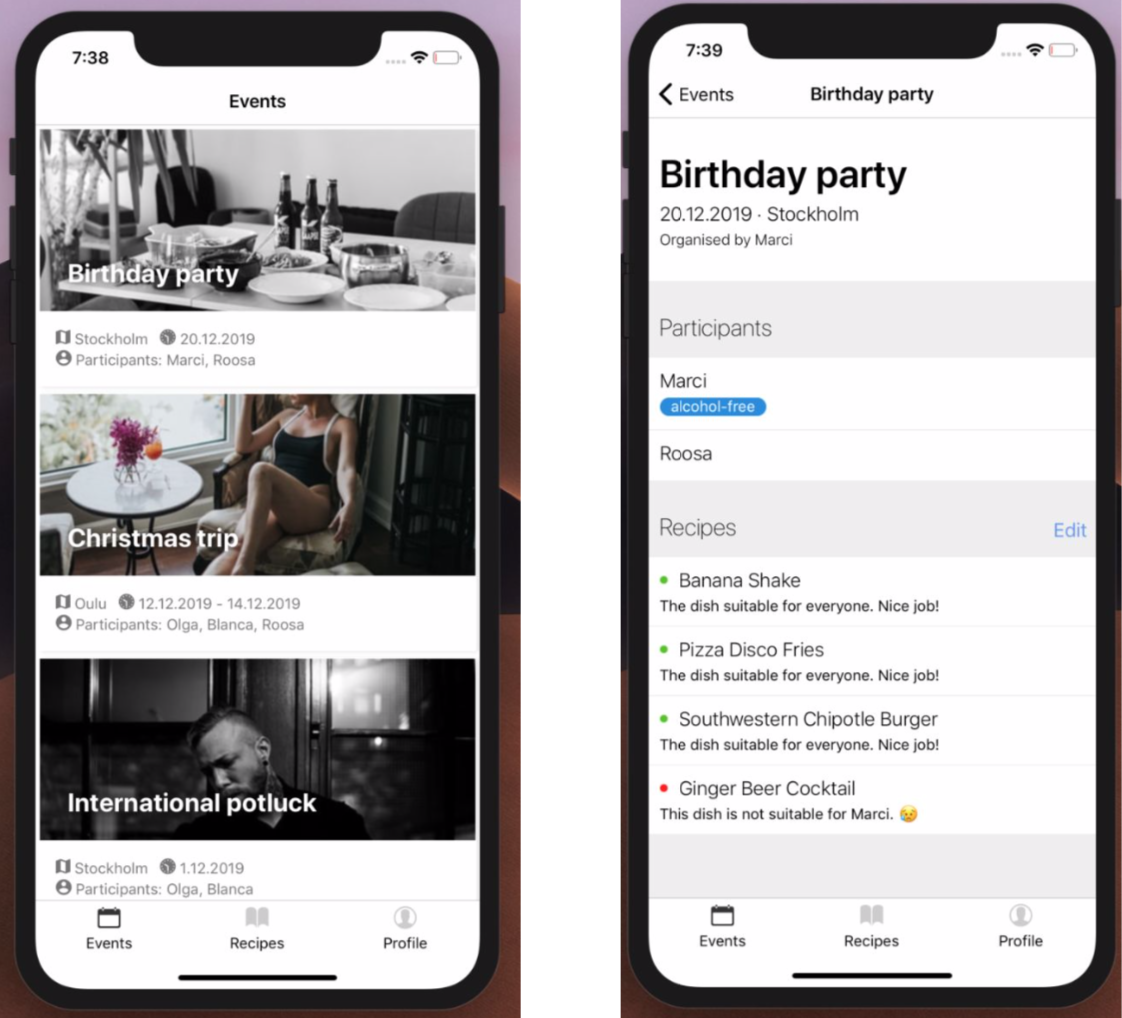 7:38
Events
Birthday party
Stockholm 20.12.2019
Participants: Marci, Roosa
Christmas trip
Oulu 12.12.2019 - 14.12.2019
Participants: Olga, Blanca, Roosa
International potluck
Stockholm 1.12.2019
Participants: Olga, Blanca
Events Recipes Profile
7:39
Events Birthday party
Birthday party
20.12.2019 · Stockholm
Organised by Marci
Participants
Marci
alcohol-free
Roosa
Recipes Edit
Banana Shake
The dish suitable for everyone. Nice job!
Pizza Disco Fries
The dish suitable for everyone. Nice job!
Southwestern Chipotle Burger
The dish suitable for everyone. Nice job!
Ginger Beer Cocktail
This dish is not suitable for Marci. 😥
Events Recipes Profile